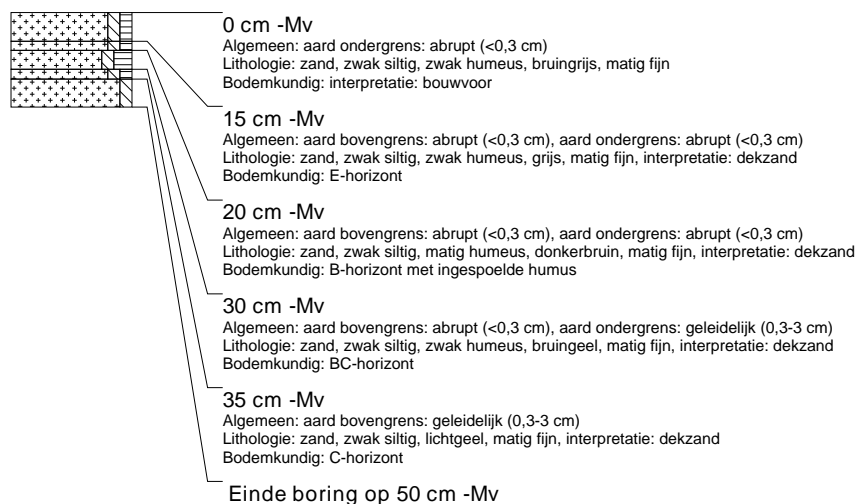 0 cm -Mv
Algemeen: aard ondergrens: abrupt (<0,3 cm)
Lithologie: zand, zwak siltig, zwak humeus, bruingrijs, matig fijn
Bodemkundig: interpretatie: bouwvoor
15 cm -Mv
Algemeen: aard bovengrens: abrupt (<0,3 cm), aard ondergrens: abrupt (<0,3 cm)
Lithologie: zand, zwak siltig, zwak humeus, grijs, matig fijn, interpretatie: dekzand
Bodemkundig: E-horizont
20 cm -Mv
Algemeen: aard bovengrens: abrupt (<0,3 cm), aard ondergrens: abrupt (<0,3 cm)
Lithologie: zand, zwak siltig, matig humeus, donkerbruin, matig fijn, interpretatie: dekzand
Bodemkundig: B-horizont met ingespoelde humus
30 cm -Mv
Algemeen: aard bovengrens: abrupt (<0,3 cm), aard ondergrens: geleidelijk (0,3-3 cm)
Lithologie: zand, zwak siltig, zwak humeus, bruingeel, matig fijn, interpretatie: dekzand
Bodemkundig: BC-horizont
35 cm -Mv
Algemeen: aard bovengrens: geleidelijk (0,3-3 cm)
Lithologie: zand, zwak siltig, lichtgeel, matig fijn, interpretatie: dekzand
Bodemkundig: C-horizont
Einde boring op 50 cm -Mv